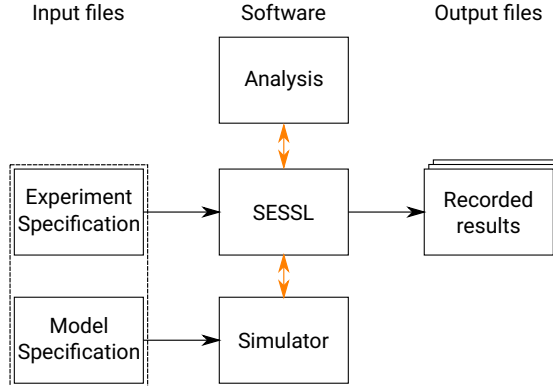 Input files
Software
Output files
Analysis
Experiment
Specification
SESSL
Recorded
results
Model
Specification
Simulator